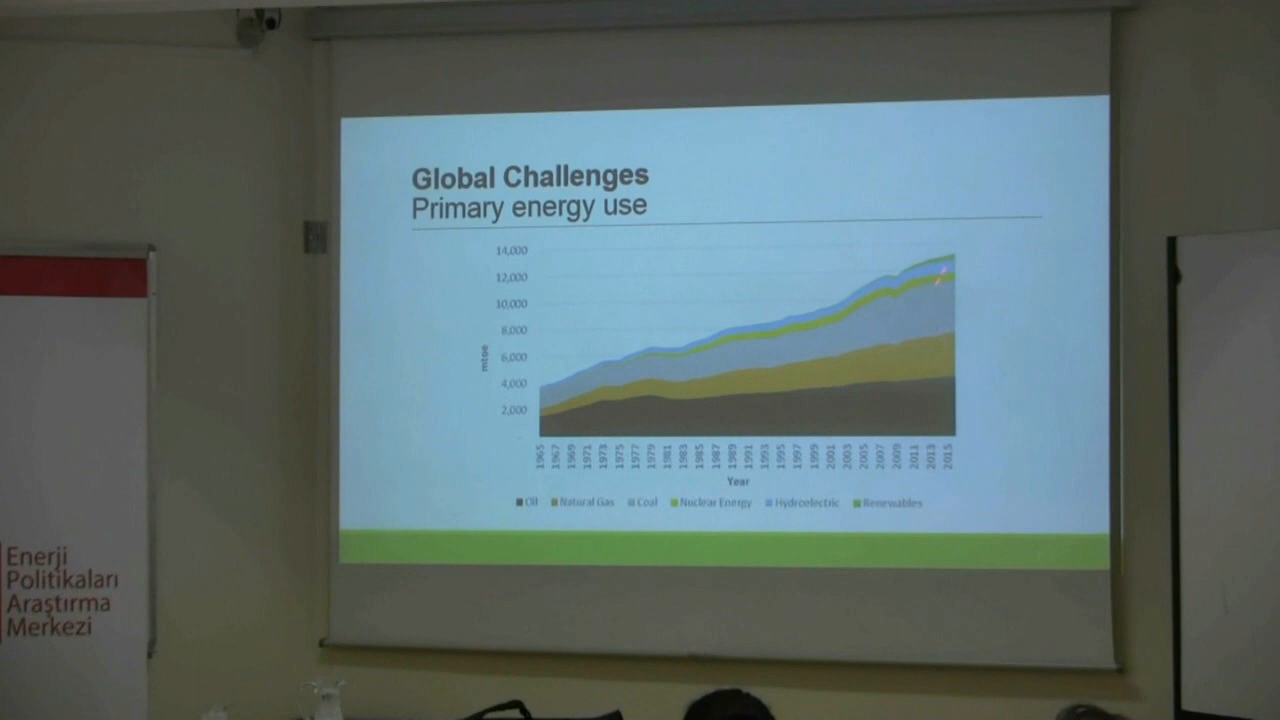 Global Challenges
Primary energy use
14,000
12,000
10,000
8,000
6,000
4,000
2,000
mtoe
1965 1967 1969 1971 1973 1975 1977 1979 1981 1983 1985 1987 1989 1991 1993 1995 1997 1999 2001 2003 2005 2007 2009 2011 2013 2015
Year
Oil Natural Gas Coal Nuclear Energy Hydroelectric Renewables
Enerji
Politikaları
Araştırma
Merkezi